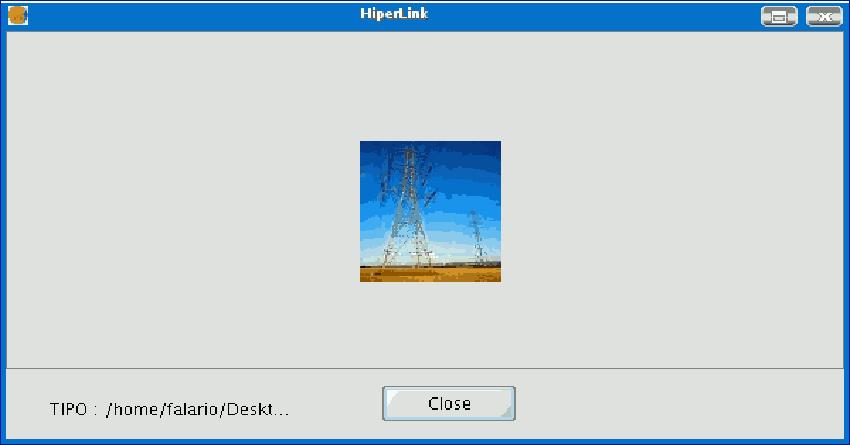 HiperLink
TIPO : /home/falario/Deskt...
Close